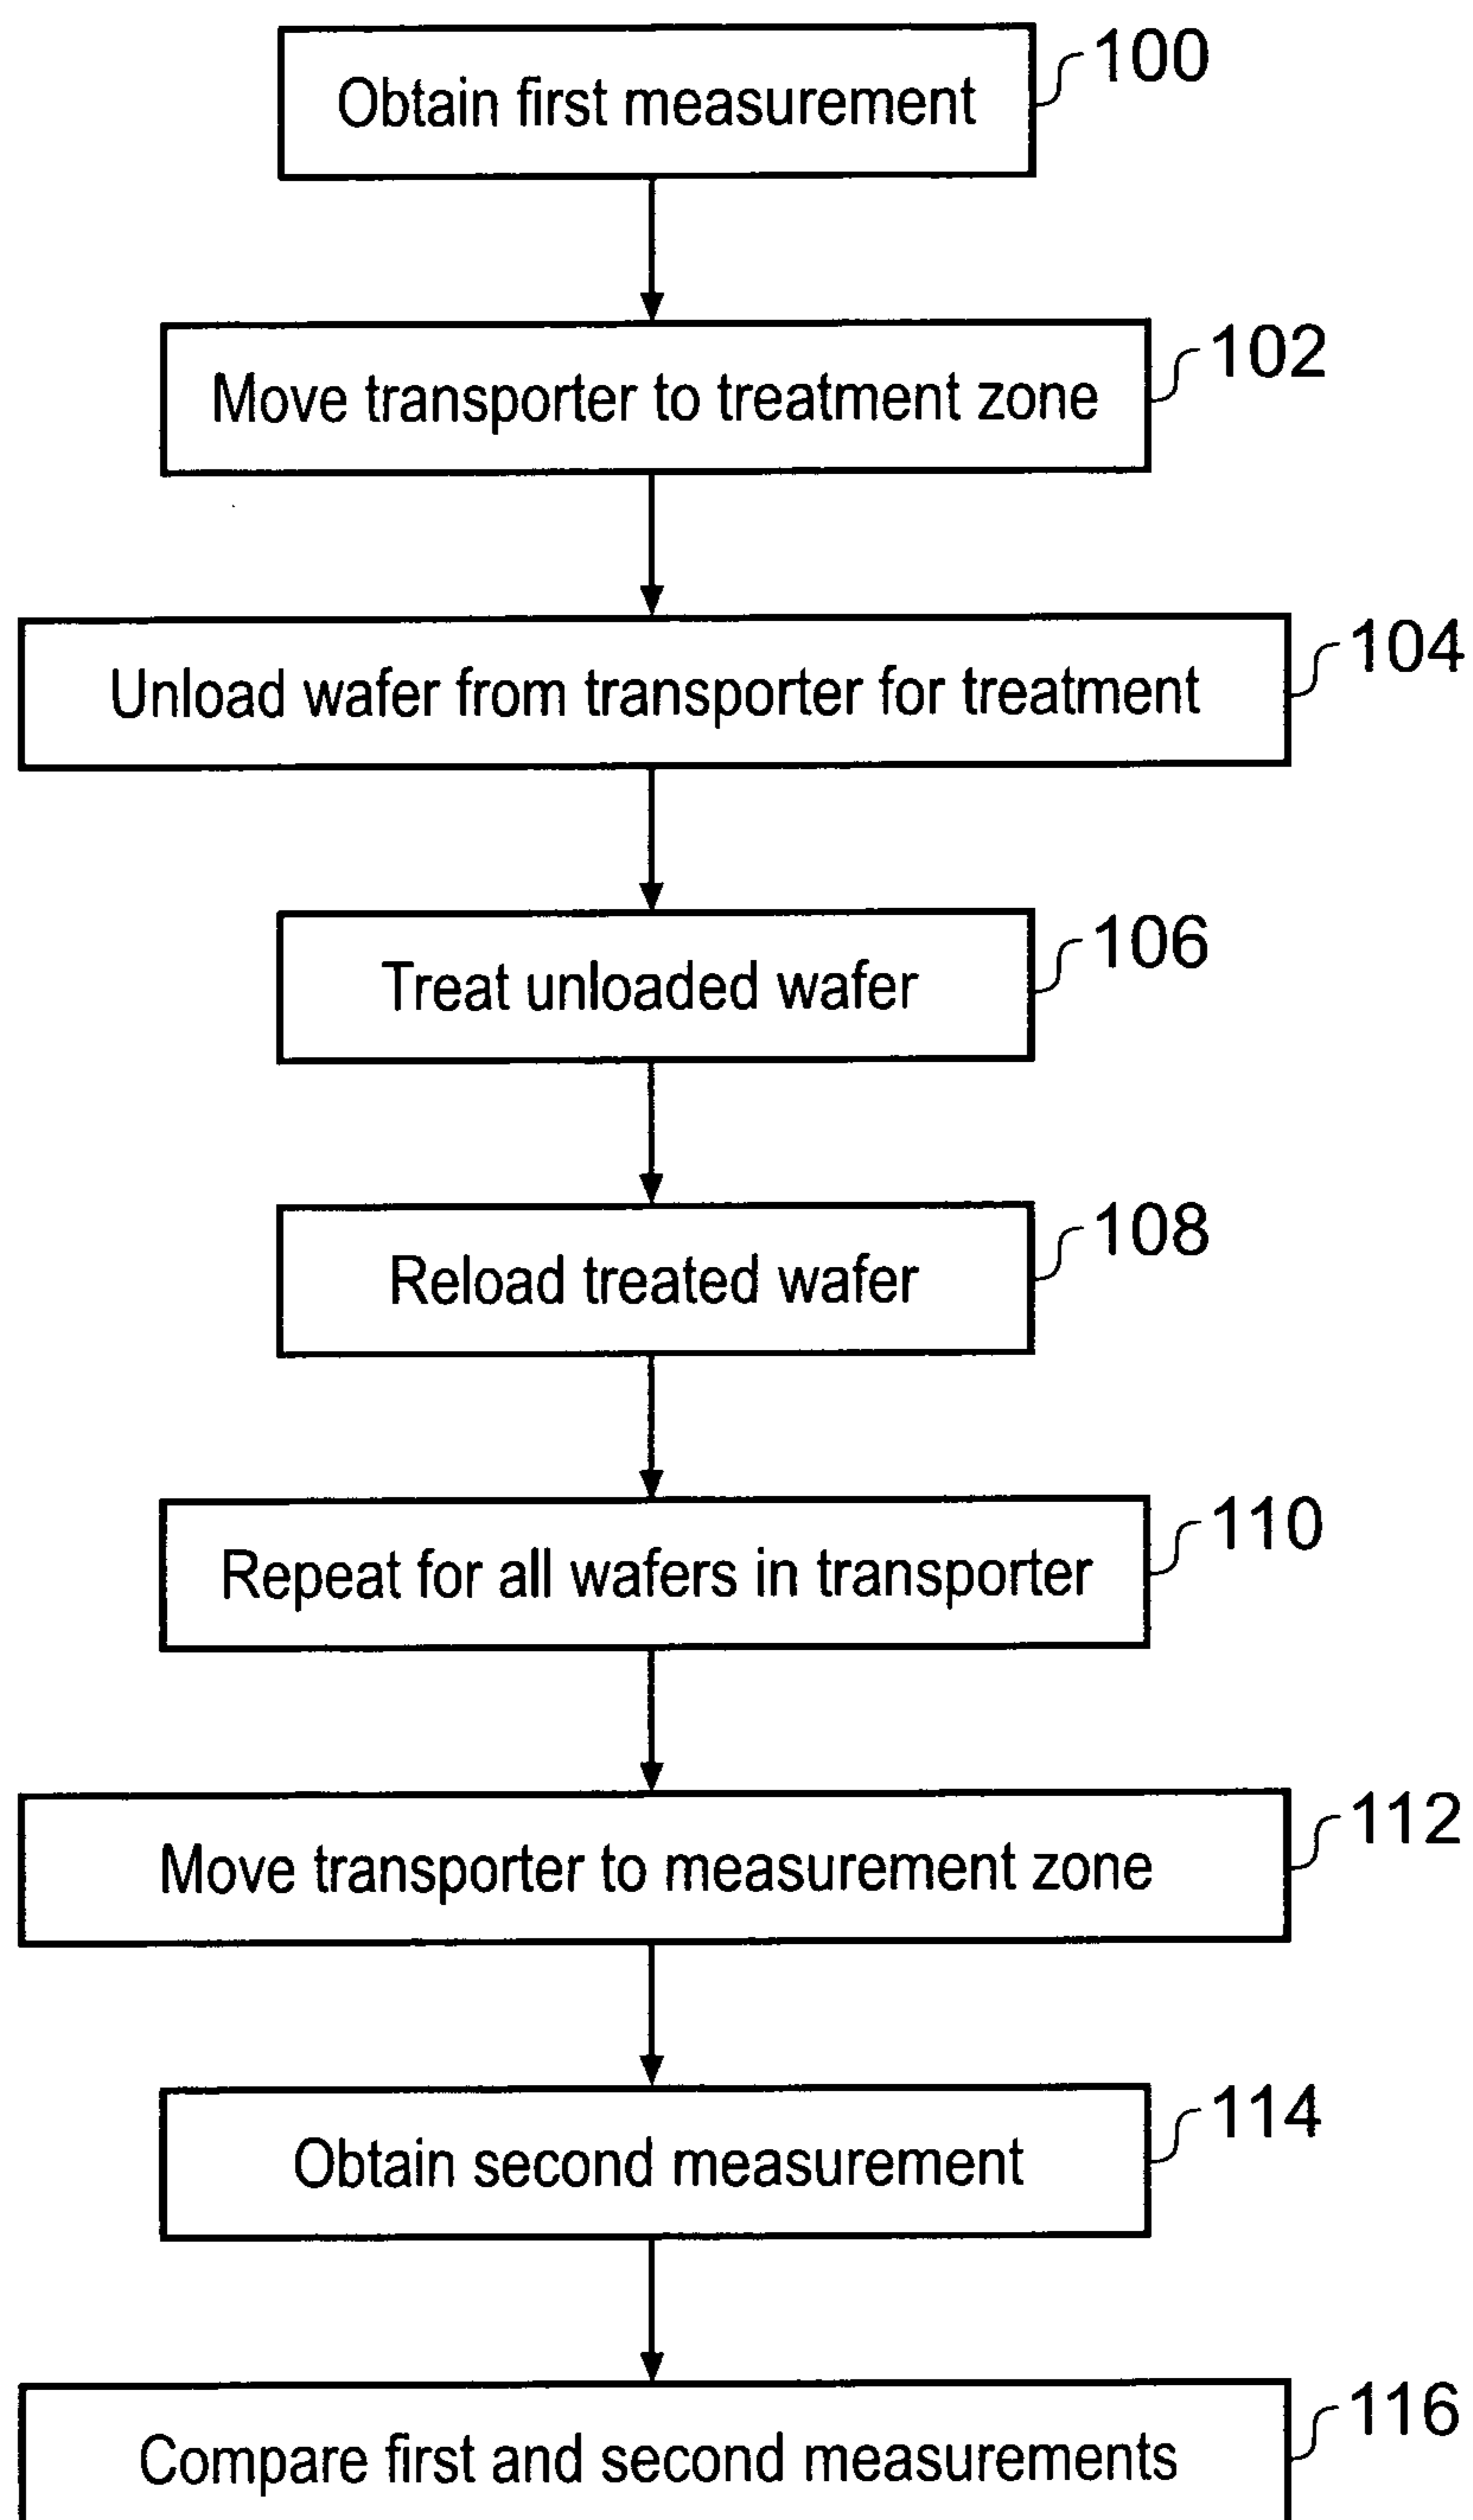 Obtain first measurement
100
Move transporter to treatment zone
102
Unload wafer from transporter for treatment
104
Treat unloaded wafer
106
Reload treated wafer
108
Repeat for all wafers in transporter
110
Move transporter to measurement zone
112
Obtain second measurement
114
Compare first and second measurements
116